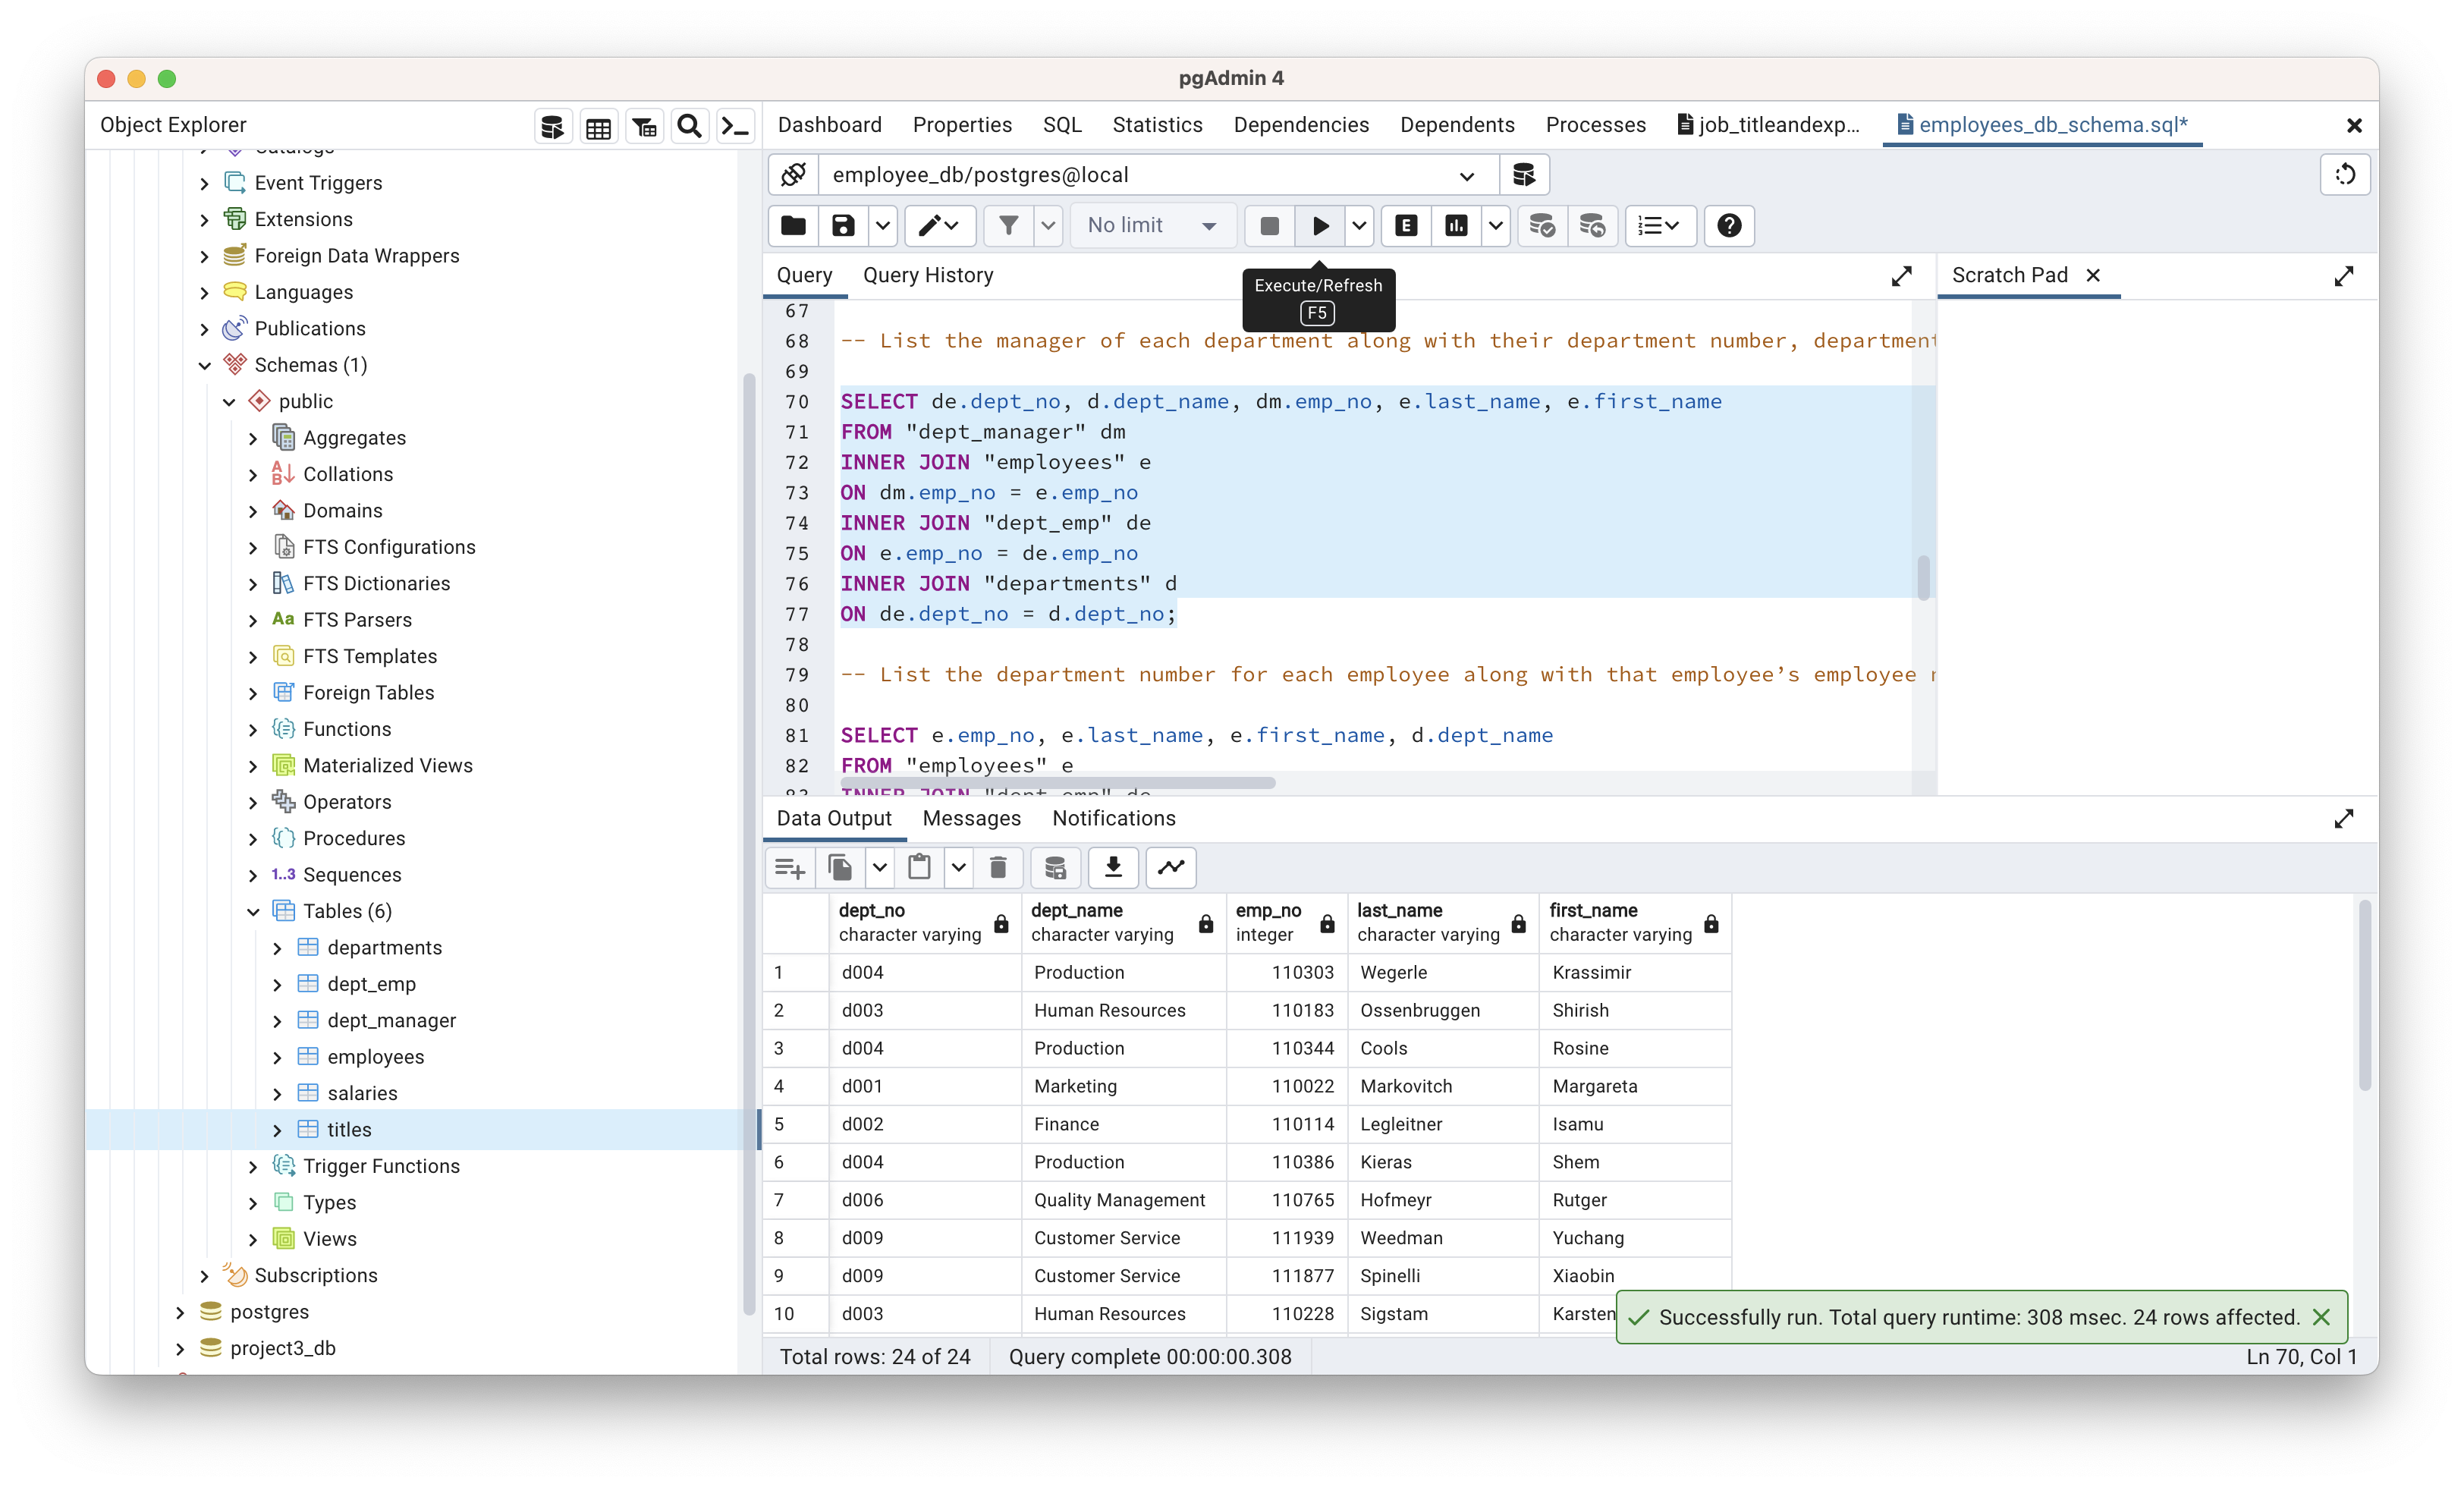 pgAdmin 4
Object Explorer
Dashboard Properties SQL Statistics Dependencies Dependents Processes job_titleandexp... employees_db_schema.sql*
employee_db/postgres@local
No limit
E
Execute/Refresh
F5
Catalogs
Event Triggers
Extensions
Foreign Data Wrappers
Languages
Publications
Schemas (1)
public
Aggregates
Collations
Domains
FTS Configurations
FTS Dictionaries
Aa FTS Parsers
FTS Templates
Foreign Tables
Functions
Materialized Views
Operators
Procedures
1..3 Sequences
Tables (6)
departments
dept_emp
dept_manager
employees
salaries
titles
Trigger Functions
Types
Views
Subscriptions
postgres
project3_db
Query Query History
Scratch Pad
67
68 -- List the manager of each department along with their department number, department
69
70 SELECT de.dept_no, d.dept_name, dm.emp_no, e.last_name, e.first_name
71 FROM "dept_manager" dm
72 INNER JOIN "employees" e
73 ON dm.emp_no = e.emp_no
74 INNER JOIN "dept_emp" de
75 ON e.emp_no = de.emp_no
76 INNER JOIN "departments" d
77 ON de.dept_no = d.dept_no;
78
79 -- List the department number for each employee along with that employee’s employee
80
81 SELECT e.emp_no, e.last_name, e.first_name, d.dept_name
82 FROM "employees" e
83 INNER JOIN "dept_emp" de
Data Output Messages Notifications
dept_no dept_name emp_no last_name first_name
character varying character varying integer character varying character varying
1 d004 Production 110303 Wegerle Krassimir
2 d003 Human Resources 110183 Ossenbruggen Shirish
3 d004 Production 110344 Cools Rosine
4 d001 Marketing 110022 Markovitch Margareta
5 d002 Finance 110114 Legleitner Isamu
6 d004 Production 110386 Kieras Shem
7 d006 Quality Management 110765 Hofmeyr Rutger
8 d009 Customer Service 111939 Weedman Yuchang
9 d009 Customer Service 111877 Spinelli Xiaobin
10 d003 Human Resources 110228 Sigstam Karsten
Successfully run. Total query runtime: 308 msec. 24 rows affected.
Total rows: 24 of 24 Query complete 00:00:00.308 Ln 70, Col 1